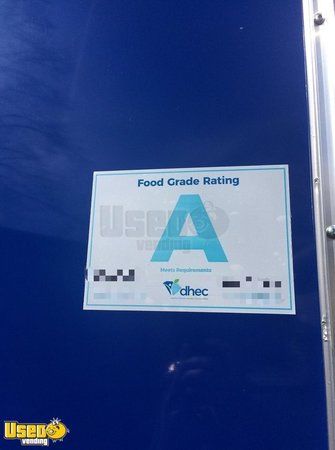 Food Grade Rating
A
Used
vending
Meets Requirements
dhec
USED
vending